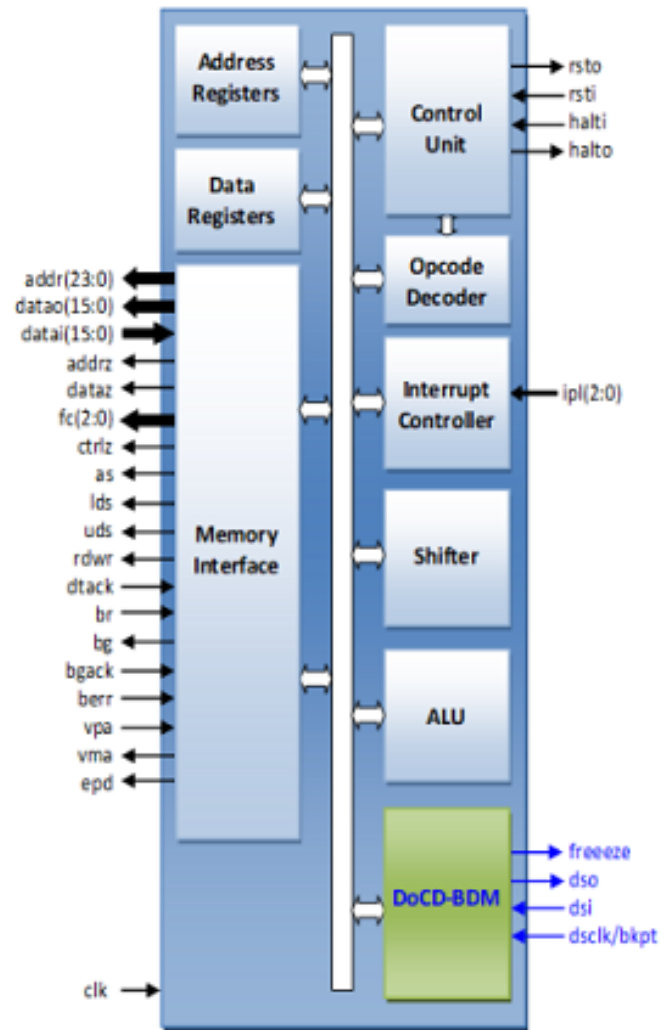 Address
Registers
Data
Registers
addr(23:0)
datao(15:0)
datai(15:0)
addrz
dataz
fc(2:0)
ctrlz
as
lds
uds
rdwr
dtack
br
bg
bgack
berr
vpa
vma
epd
Memory
Interface
clk
Control
Unit
rsto
rsti
halti
halto
Opcode
Decoder
Interrupt
Controller
ipl(2:0)
Shifter
ALU
DoCD-BDM
freeeze
dso
dsi
dsclk/bkpt